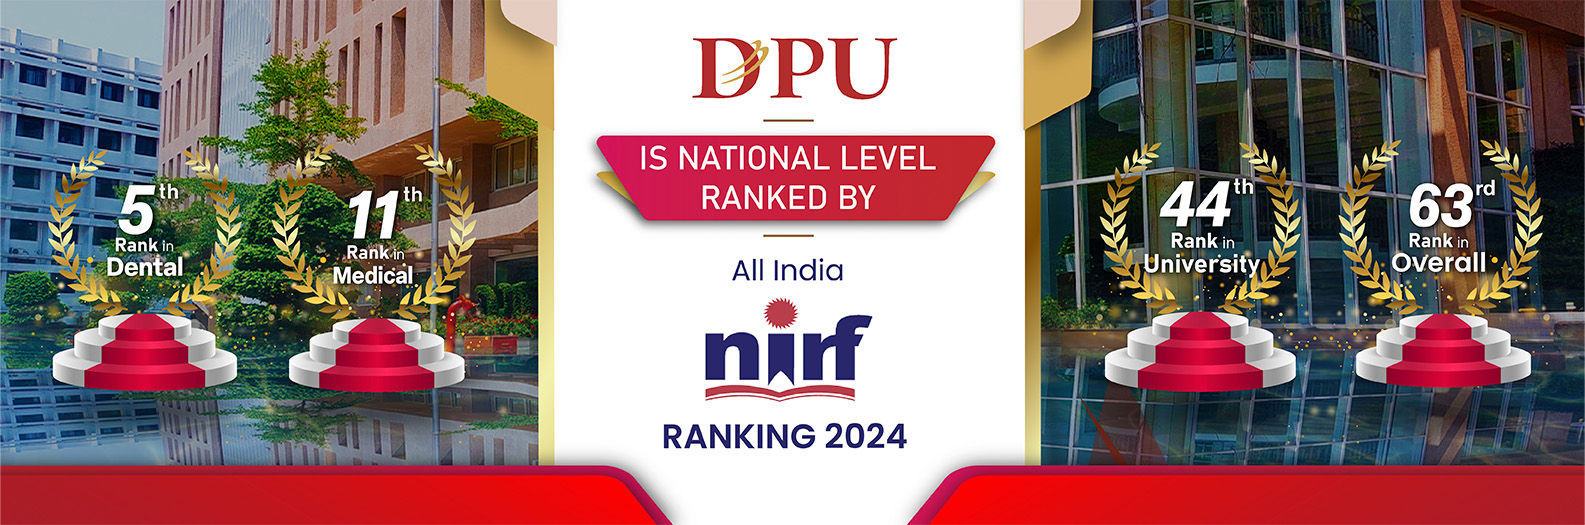 5th
Rank in
Dental
11th
Rank in
Medical
DPU
IS NATIONAL LEVEL
RANKED BY
All India
nirf
RANKING 2024
44th
Rank in
University
63rd
Rank in
Overall